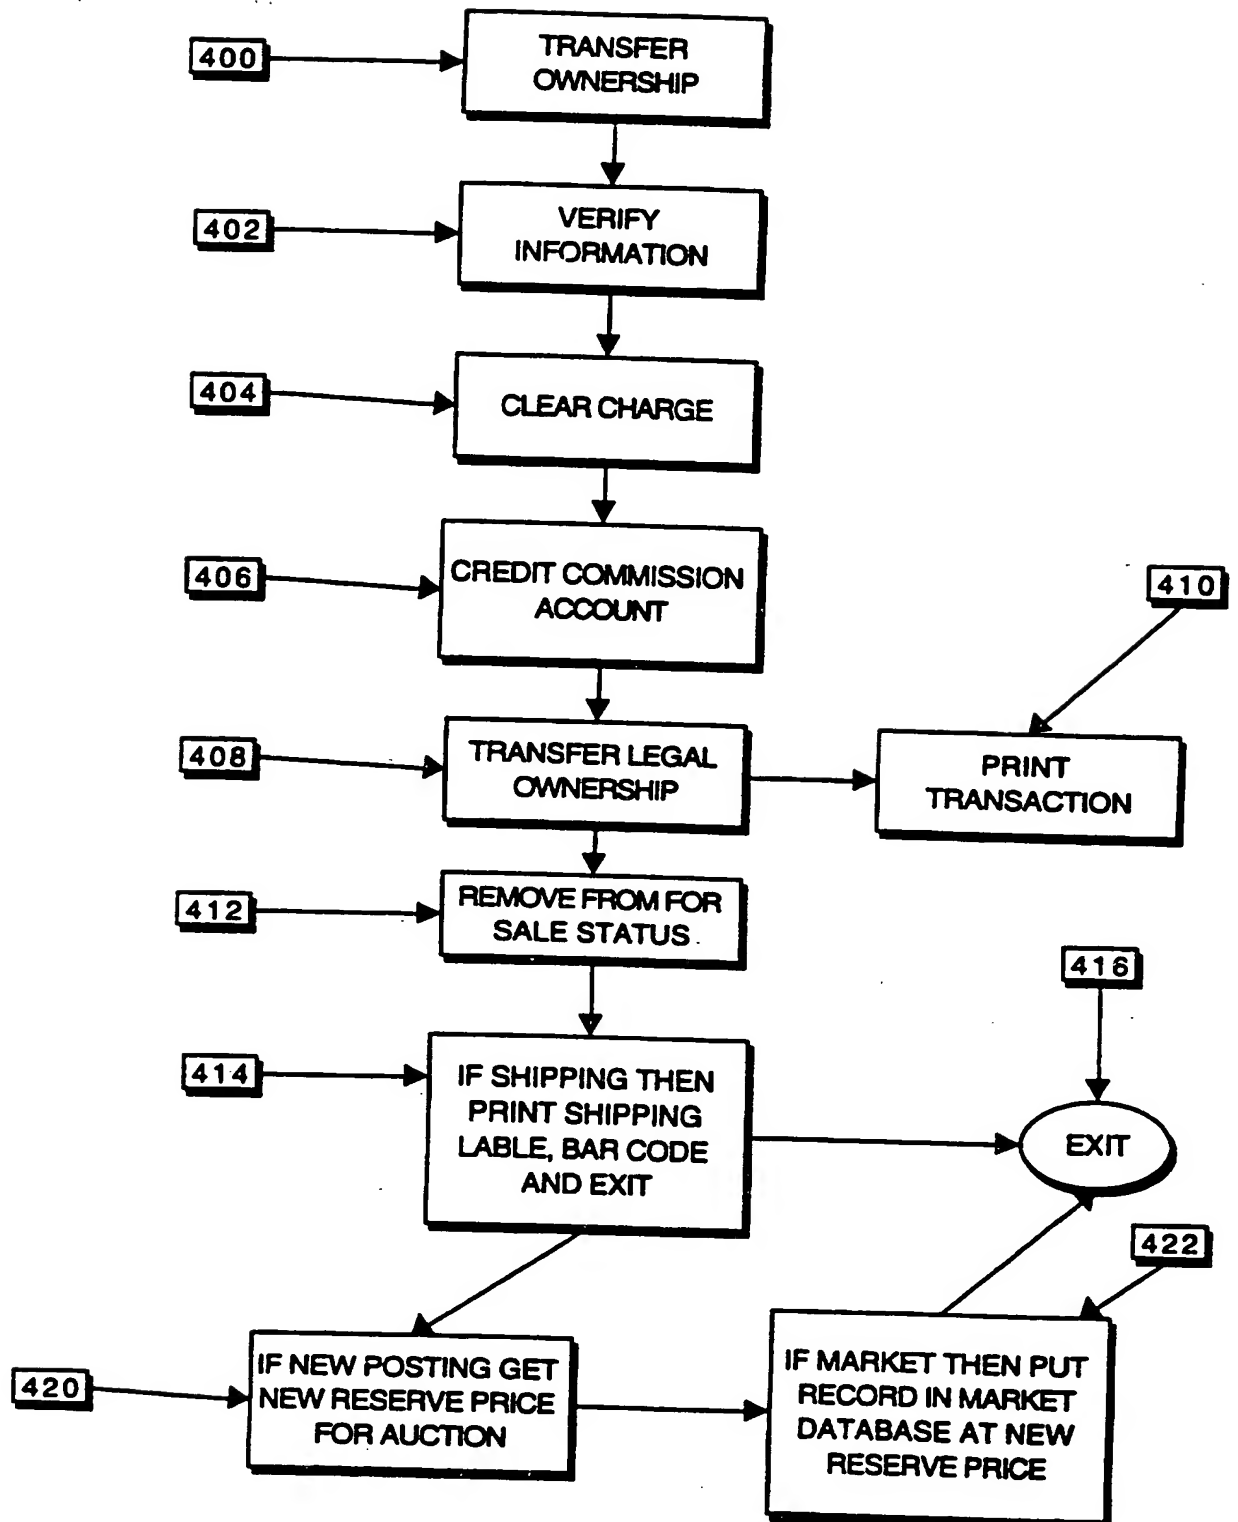 400
TRANSFER
OWNERSHIP
402
VERIFY
INFORMATION
404
CLEAR CHARGE
406
CREDIT COMMISSION
ACCOUNT
410
408
TRANSFER LEGAL
OWNERSHIP
PRINT
TRANSACTION
412
REMOVE FROM FOR
SALE STATUS
416
414
IF SHIPPING THEN
PRINT SHIPPING
LABLE, BAR CODE
AND EXIT
EXIT
422
420
IF NEW POSTING GET
NEW RESERVE PRICE
FOR AUCTION
IF MARKET THEN PUT
RECORD IN MARKET
DATABASE AT NEW
RESERVE PRICE